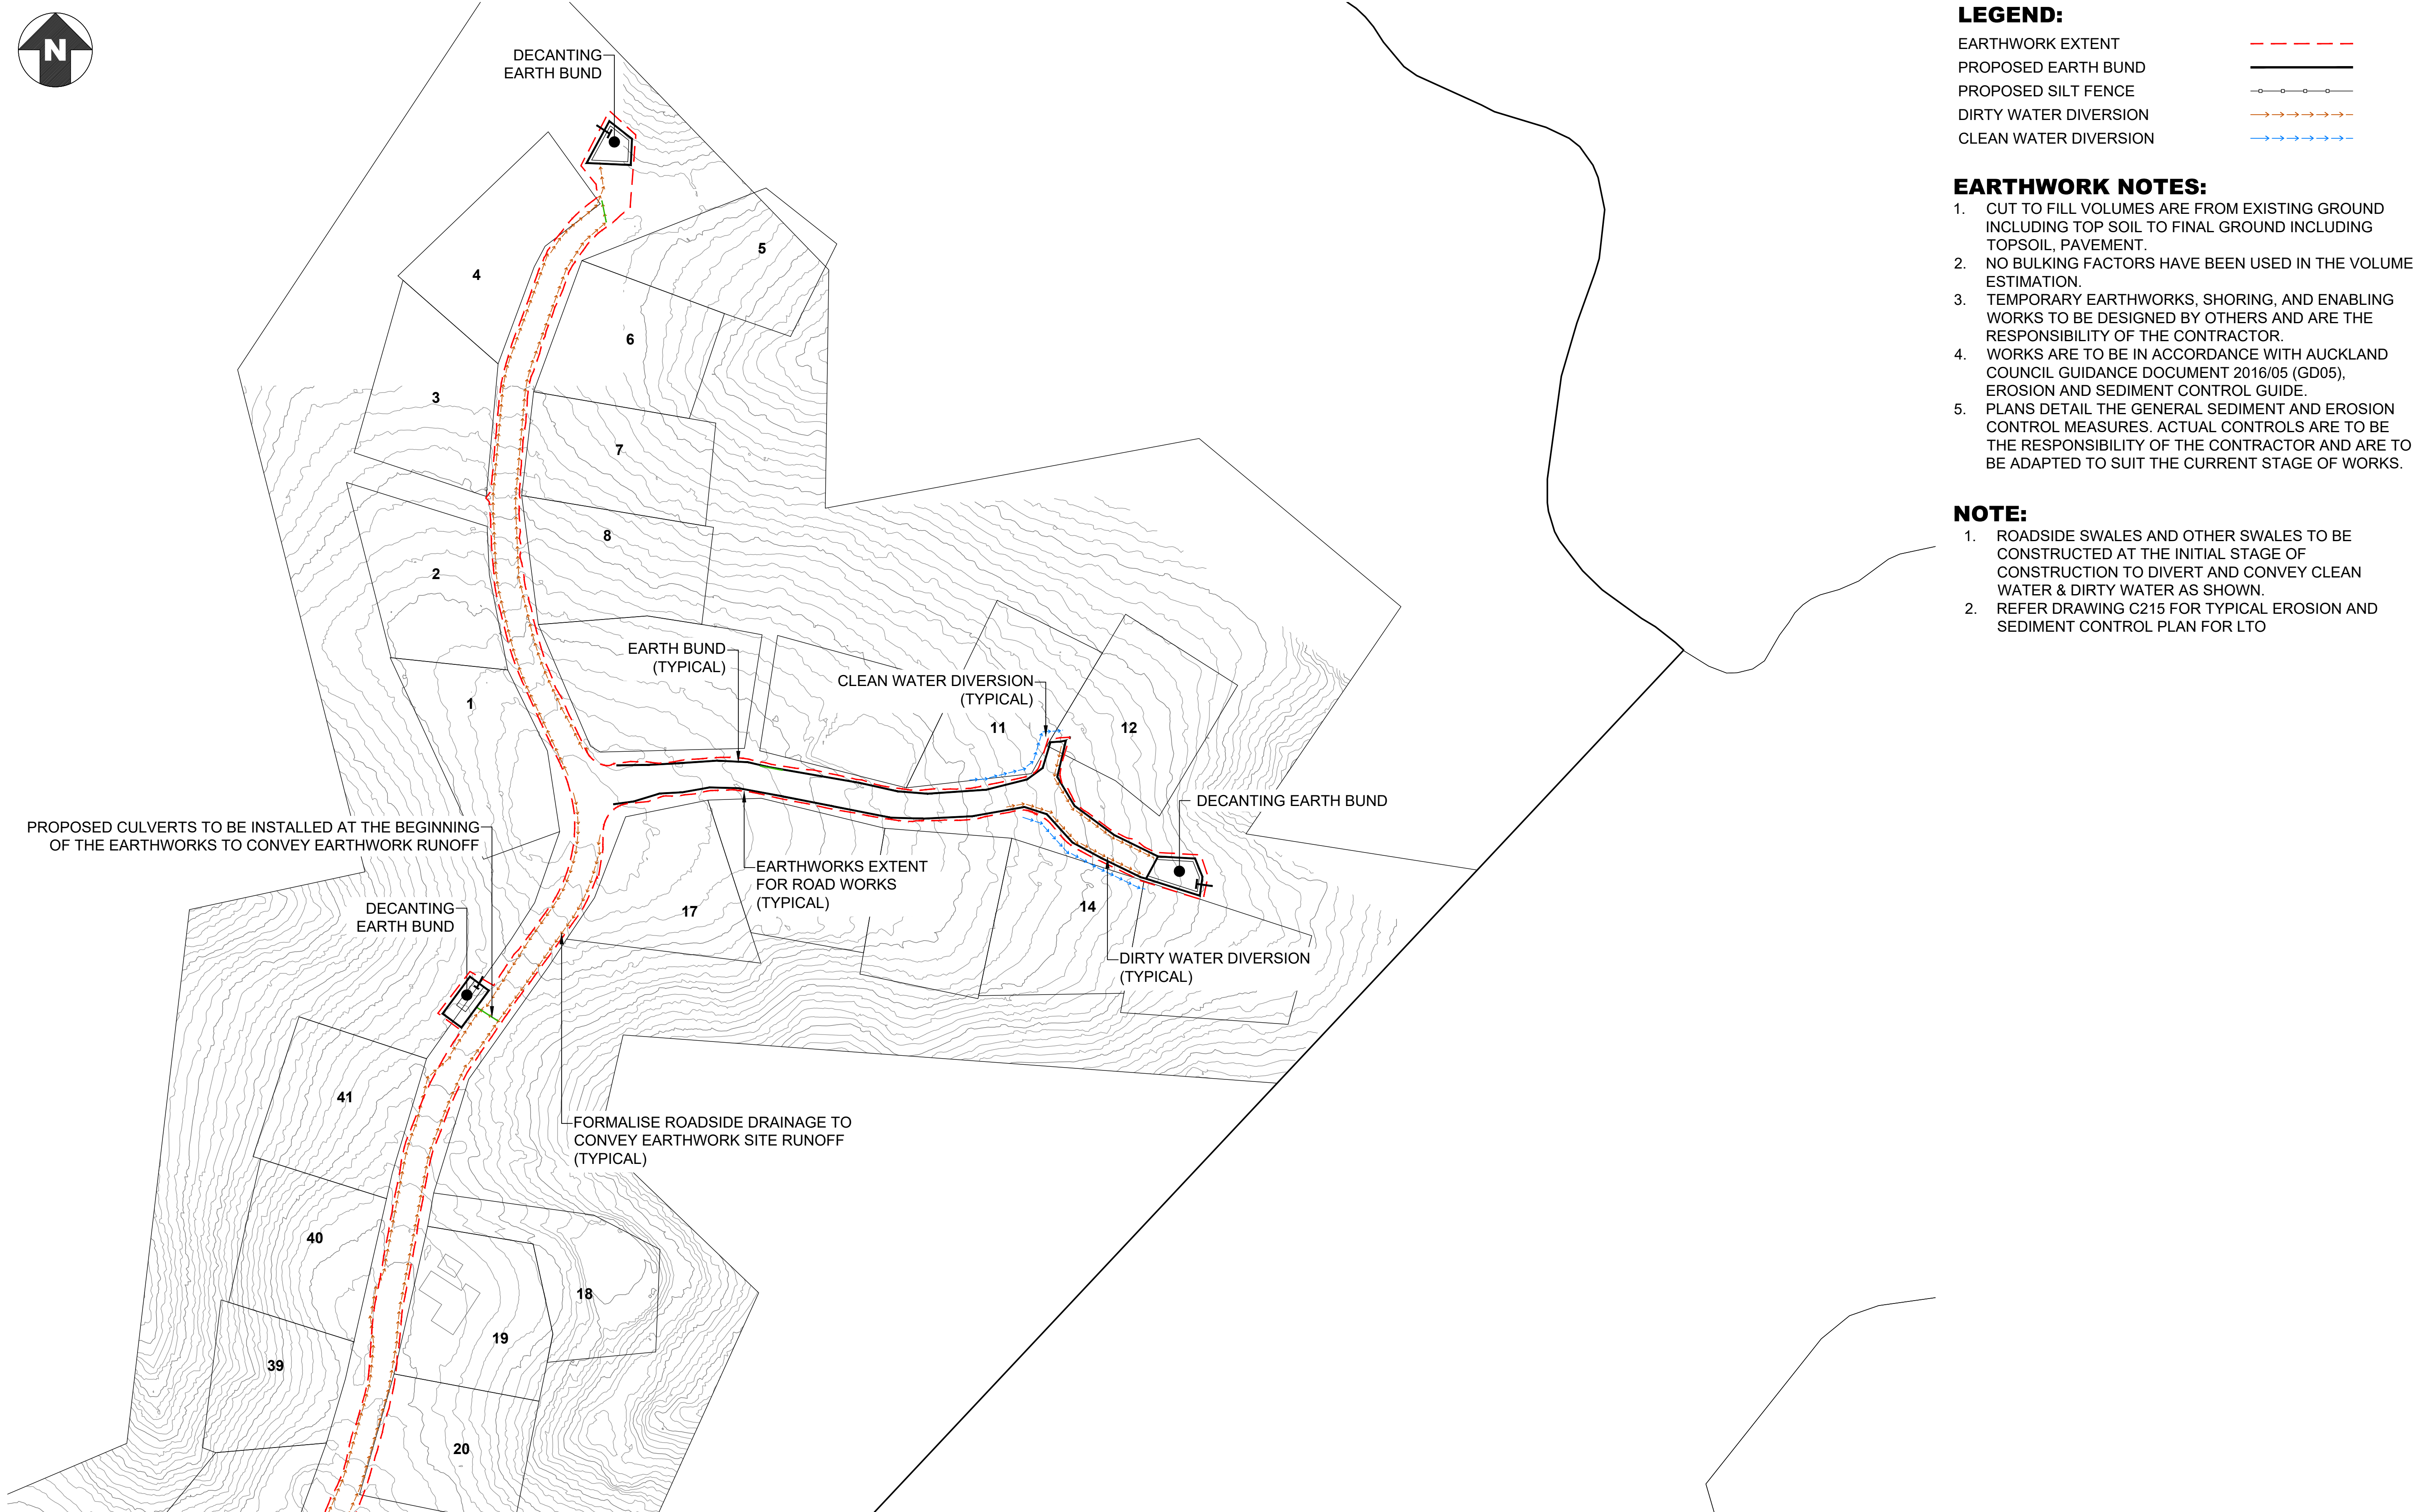 N
DECANTING
EARTH BUND
5
4
6
3
7
8
2
EARTH BUND
(TYPICAL)
CLEAN WATER DIVERSION
(TYPICAL)
1
11
12
DECANTING EARTH BUND
PROPOSED CULVERTS TO BE INSTALLED AT THE BEGINNING
OF THE EARTHWORKS TO CONVEY EARTHWORK RUNOFF
EARTHWORKS EXTENT
FOR ROAD WORKS
(TYPICAL)
DECANTING
EARTH BUND
17
14
DIRTY WATER DIVERSION
(TYPICAL)
41
FORMALISE ROADSIDE DRAINAGE TO
CONVEY EARTHWORK SITE RUNOFF
(TYPICAL)
40
18
19
39
20
LEGEND:
EARTHWORK EXTENT
PROPOSED EARTH BUND
PROPOSED SILT FENCE
DIRTY WATER DIVERSION
CLEAN WATER DIVERSION
EARTHWORK NOTES:
1. CUT TO FILL VOLUMES ARE FROM EXISTING GROUND
INCLUDING TOP SOIL TO FINAL GROUND INCLUDING
TOPSOIL, PAVEMENT.
2. NO BULKING FACTORS HAVE BEEN USED IN THE VOLUME
ESTIMATION.
3. TEMPORARY EARTHWORKS, SHORING, AND ENABLING
WORKS TO BE DESIGNED BY OTHERS AND ARE THE
RESPONSIBILITY OF THE CONTRACTOR.
4. WORKS ARE TO BE IN ACCORDANCE WITH AUCKLAND
COUNCIL GUIDANCE DOCUMENT 2016/05 (GD05),
EROSION AND SEDIMENT CONTROL GUIDE.
5. PLANS DETAIL THE GENERAL SEDIMENT AND EROSION
CONTROL MEASURES. ACTUAL CONTROLS ARE TO BE
THE RESPONSIBILITY OF THE CONTRACTOR AND ARE TO
BE ADAPTED TO SUIT THE CURRENT STAGE OF WORKS.
NOTE:
1. ROADSIDE SWALES AND OTHER SWALES TO BE
CONSTRUCTED AT THE INITIAL STAGE OF
CONSTRUCTION TO DIVERT AND CONVEY CLEAN
WATER & DIRTY WATER AS SHOWN.
2. REFER DRAWING C215 FOR TYPICAL EROSION AND
SEDIMENT CONTROL PLAN FOR LTO